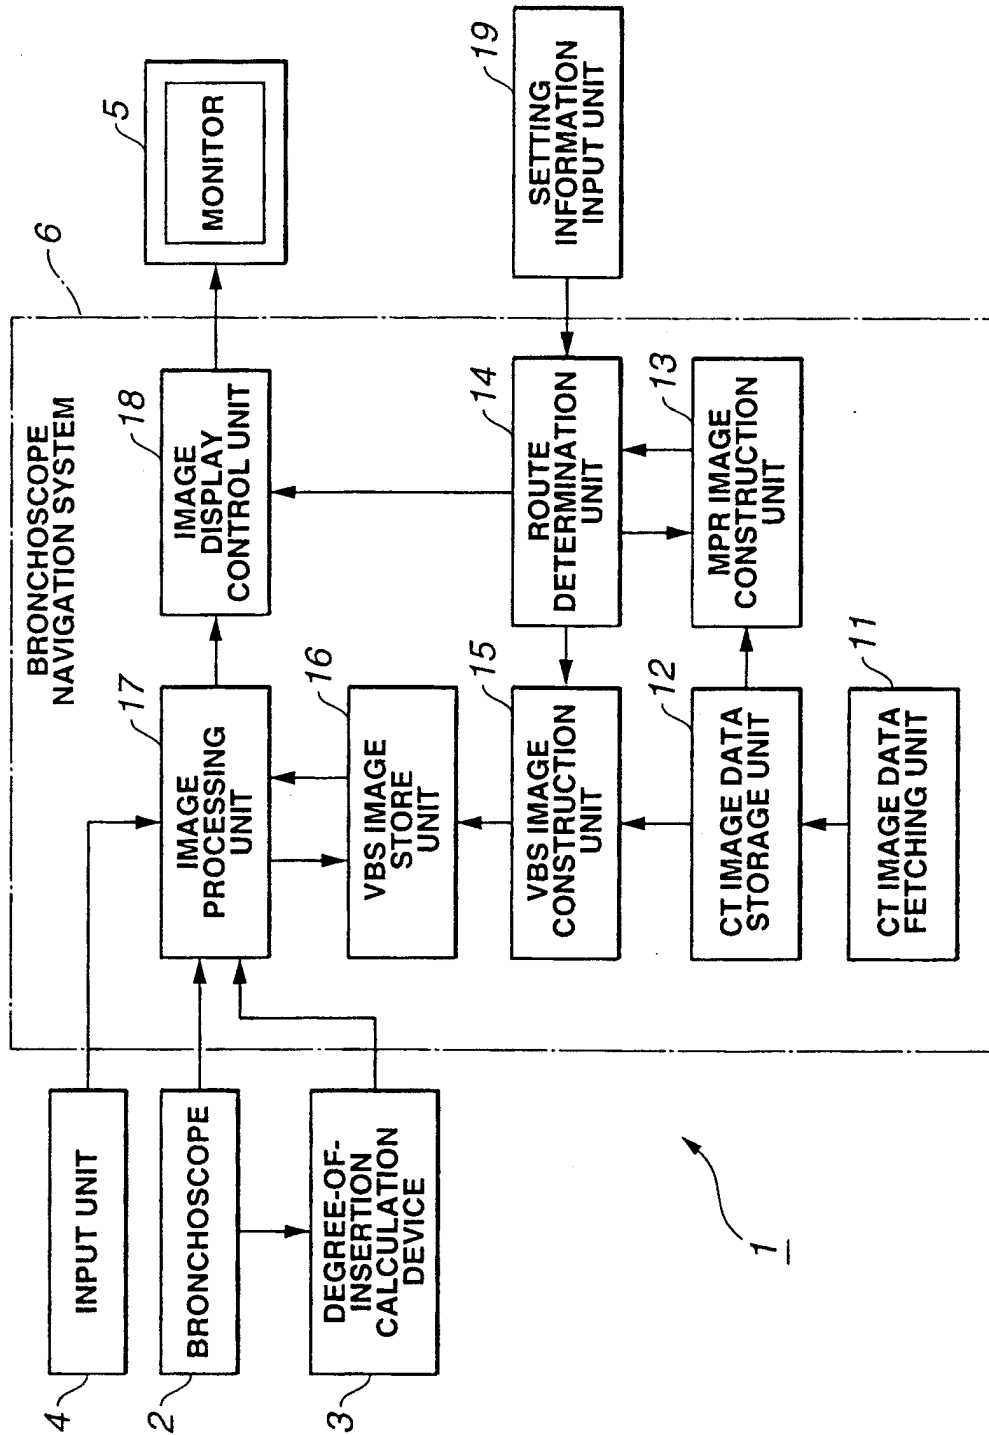 BRONCHOSCOPE
NAVIGATION SYSTEM
6
4
INPUT UNIT
2
BRONCHOSCOPE
3
DEGREE-OF-
INSERTION
CALCULATION
DEVICE
17
IMAGE
PROCESSING
UNIT
18
IMAGE
DISPLAY
CONTROL UNIT
5
MONITOR
16
VBS IMAGE
STORE
UNIT
15
VBS IMAGE
CONSTRUCTION
UNIT
14
ROUTE
DETERMINATION
UNIT
19
SETTING
INFORMATION
INPUT UNIT
12
CT IMAGE DATA
STORAGE UNIT
13
MPR IMAGE
CONSTRUCTION
UNIT
11
CT IMAGE DATA
FETCHING UNIT
1